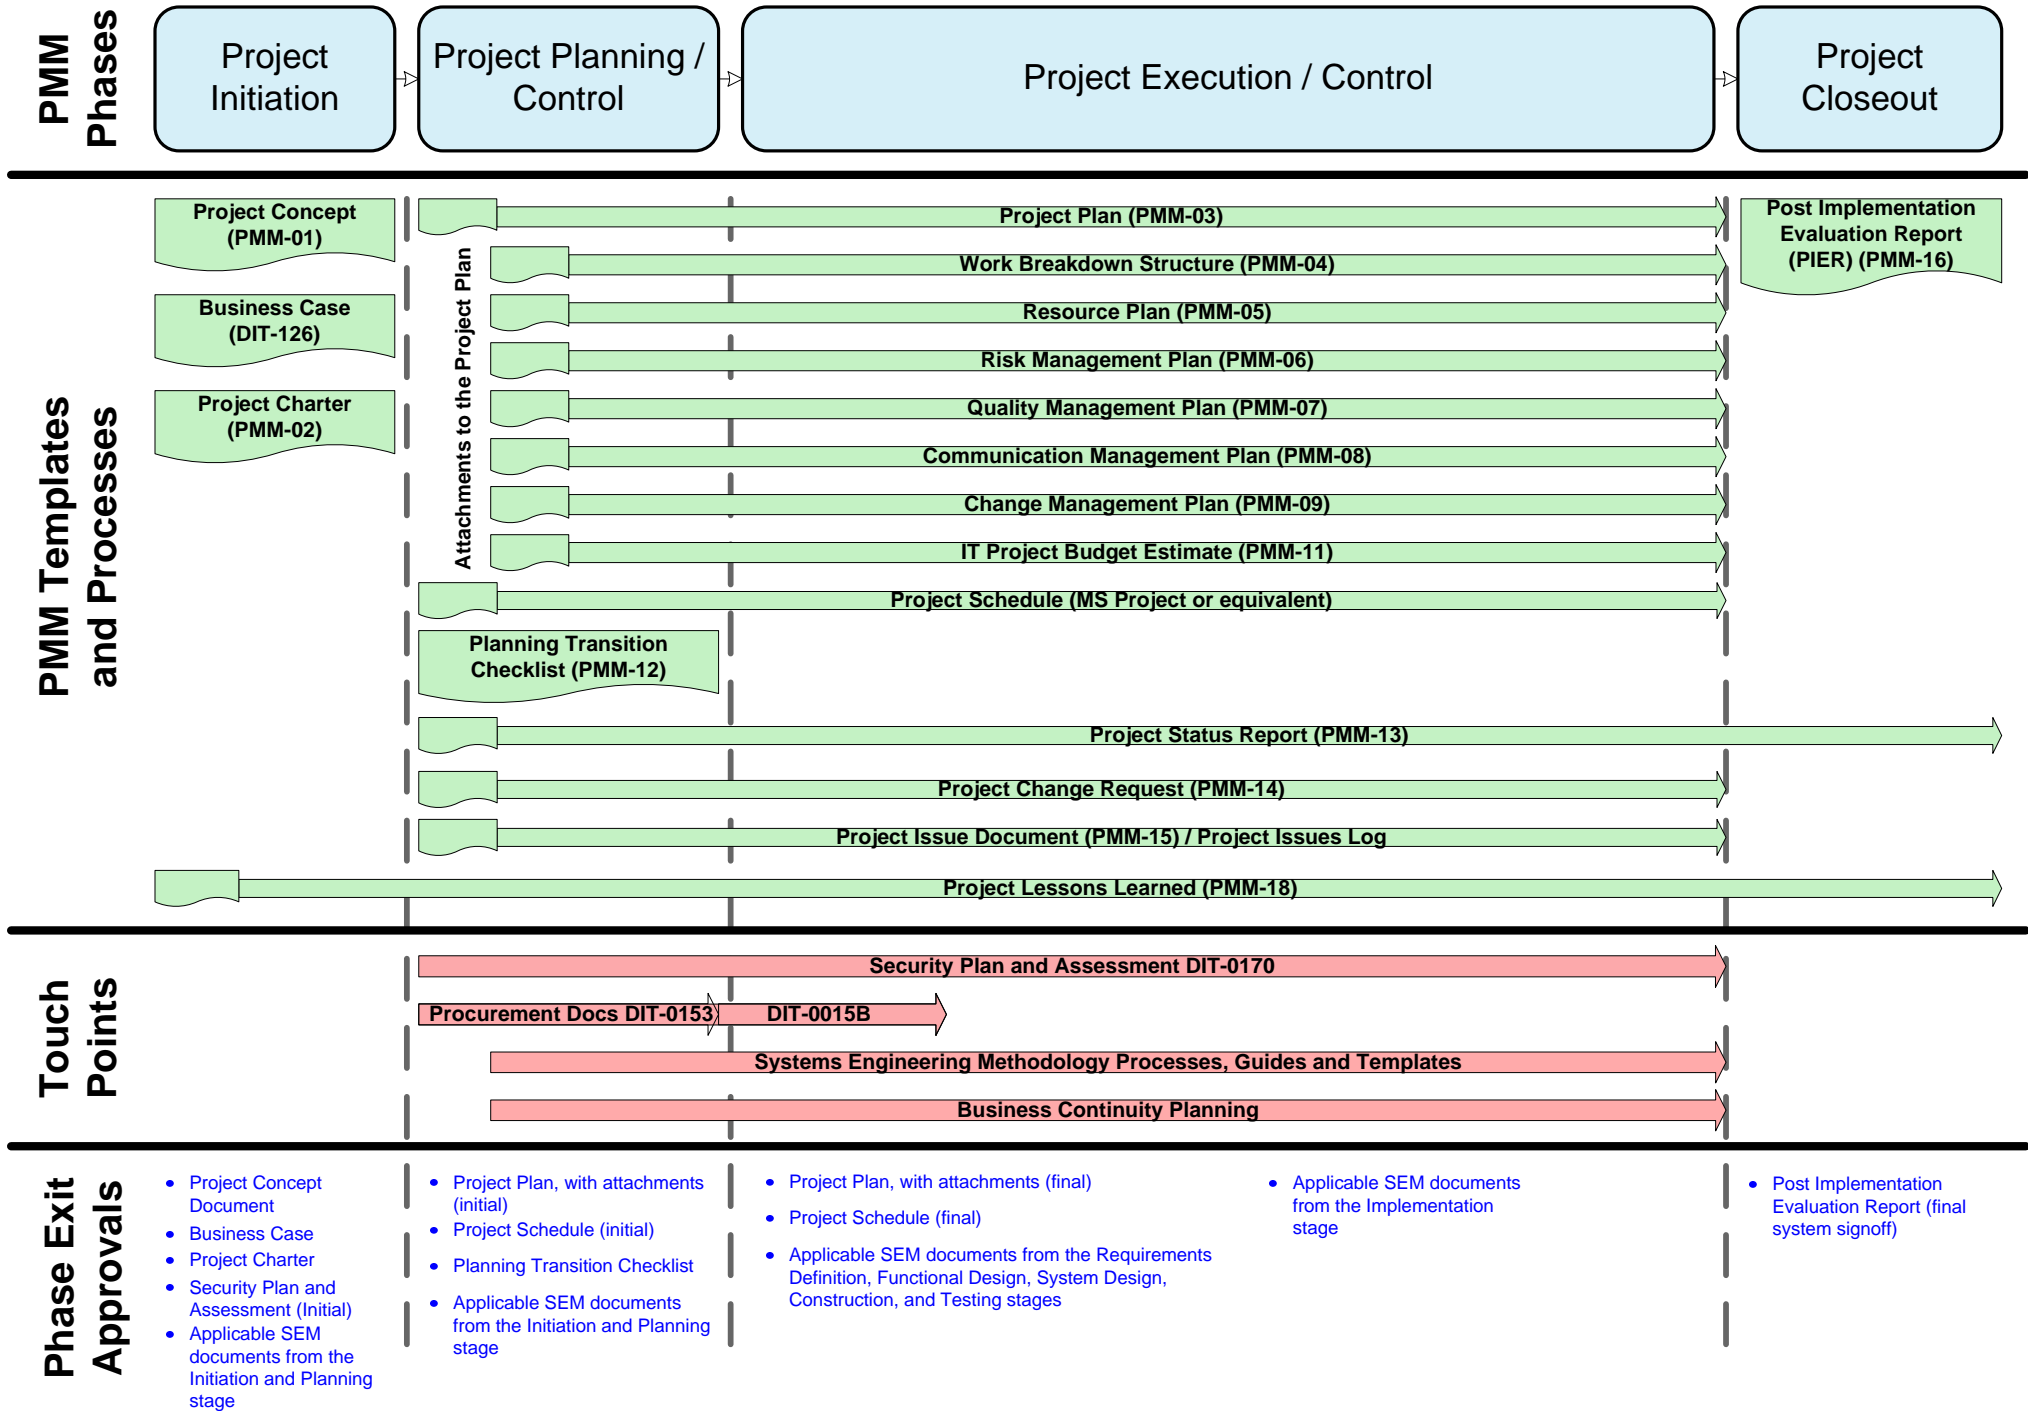 PMM
Phases
Project
Initiation
Project Planning /
Control
Project Execution / Control
Project
Closeout
PMM Templates
and Processes
Project Concept
(PMM-01)
Business Case
(DIT-126)
Project Charter
(PMM-02)
Attachments to the Project Plan
Project Plan (PMM-03)
Work Breakdown Structure (PMM-04)
Resource Plan (PMM-05)
Risk Management Plan (PMM-06)
Quality Management Plan (PMM-07)
Communication Management Plan (PMM-08)
Change Management Plan (PMM-09)
IT Project Budget Estimate (PMM-11)
Project Schedule (MS Project or equivalent)
Planning Transition
Checklist (PMM-12)
Project Status Report (PMM-13)
Project Change Request (PMM-14)
Project Issue Document (PMM-15) / Project Issues Log
Project Lessons Learned (PMM-18)
Post Implementation
Evaluation Report
(PIER) (PMM-16)
Touch
Points
Security Plan and Assessment DIT-0170
Procurement Docs DIT-0153
DIT-0015B
Systems Engineering Methodology Processes, Guides and Templates
Business Continuity Planning
Phase Exit
Approvals
• Project Concept
Document
• Business Case
• Project Charter
• Security Plan and
Assessment (Initial)
• Applicable SEM
documents from the
Initiation and Planning
stage
• Project Plan, with attachments
(initial)
• Project Schedule (initial)
• Planning Transition Checklist
• Applicable SEM documents
from the Initiation and Planning
stage
• Project Plan, with attachments (final)
• Project Schedule (final)
• Applicable SEM documents from the Requirements
Definition, Functional Design, System Design,
Construction, and Testing stages
• Applicable SEM documents
from the Implementation
stage
• Post Implementation
Evaluation Report (final
system signoff)